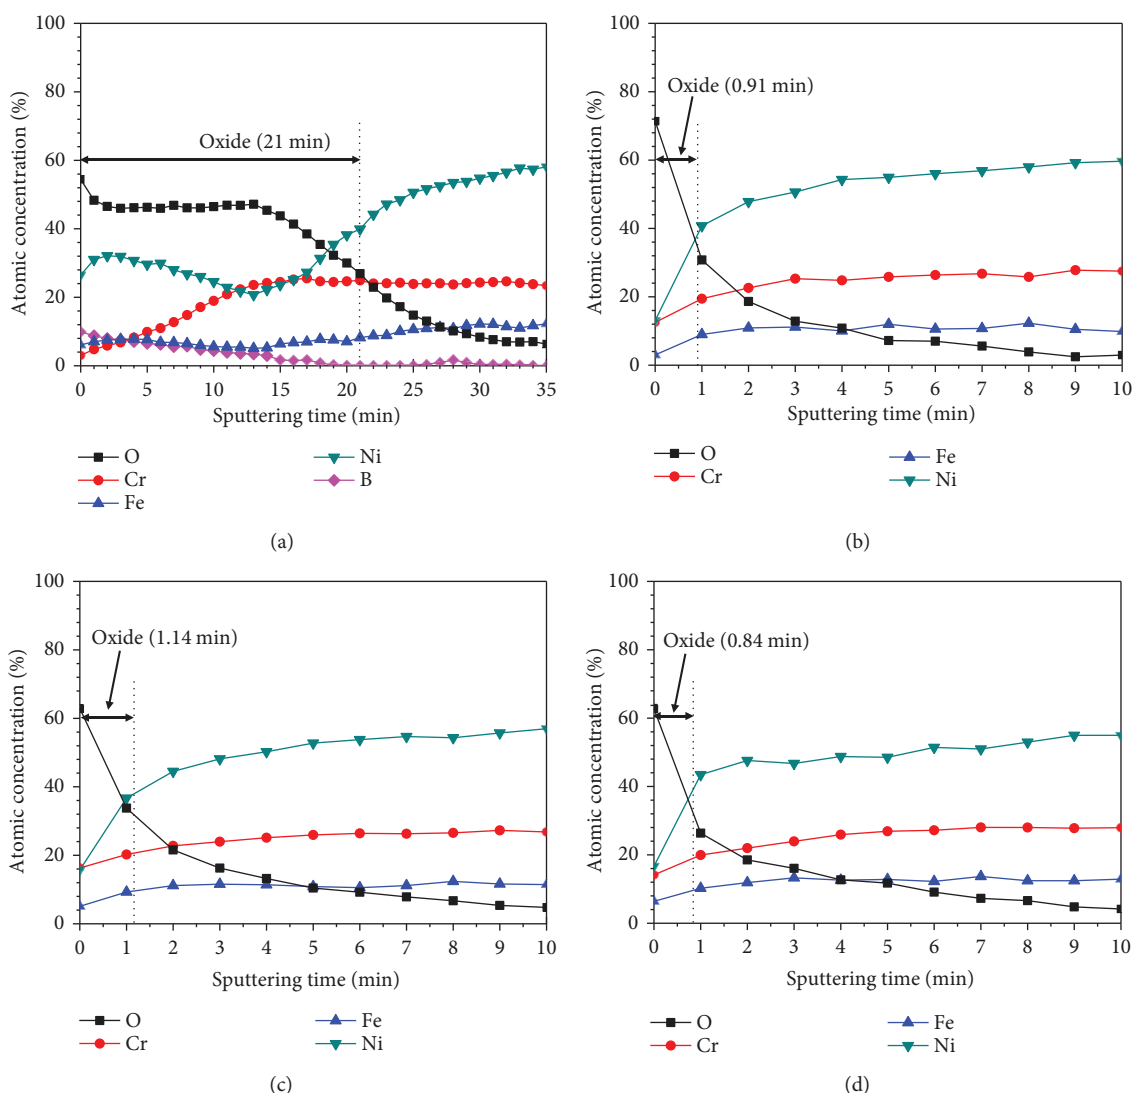 100
80
60
40
20
0
Atomic concentration (%)
Oxide (21 min)
0 5 10 15 20 25 30 35
Sputtering time (min)
O
Cr
Fe
Ni
B
(a)
100
80
60
40
20
0
Atomic concentration (%)
Oxide (0.91 min)
0 1 2 3 4 5 6 7 8 9 10
Sputtering time (min)
O
Cr
Fe
Ni
(b)
100
80
60
40
20
0
Atomic concentration (%)
Oxide (1.14 min)
0 1 2 3 4 5 6 7 8 9 10
Sputtering time (min)
O
Cr
Fe
Ni
(c)
100
80
60
40
20
0
Atomic concentration (%)
Oxide (0.84 min)
0 1 2 3 4 5 6 7 8 9 10
Sputtering time (min)
O
Cr
Fe
Ni
(d)